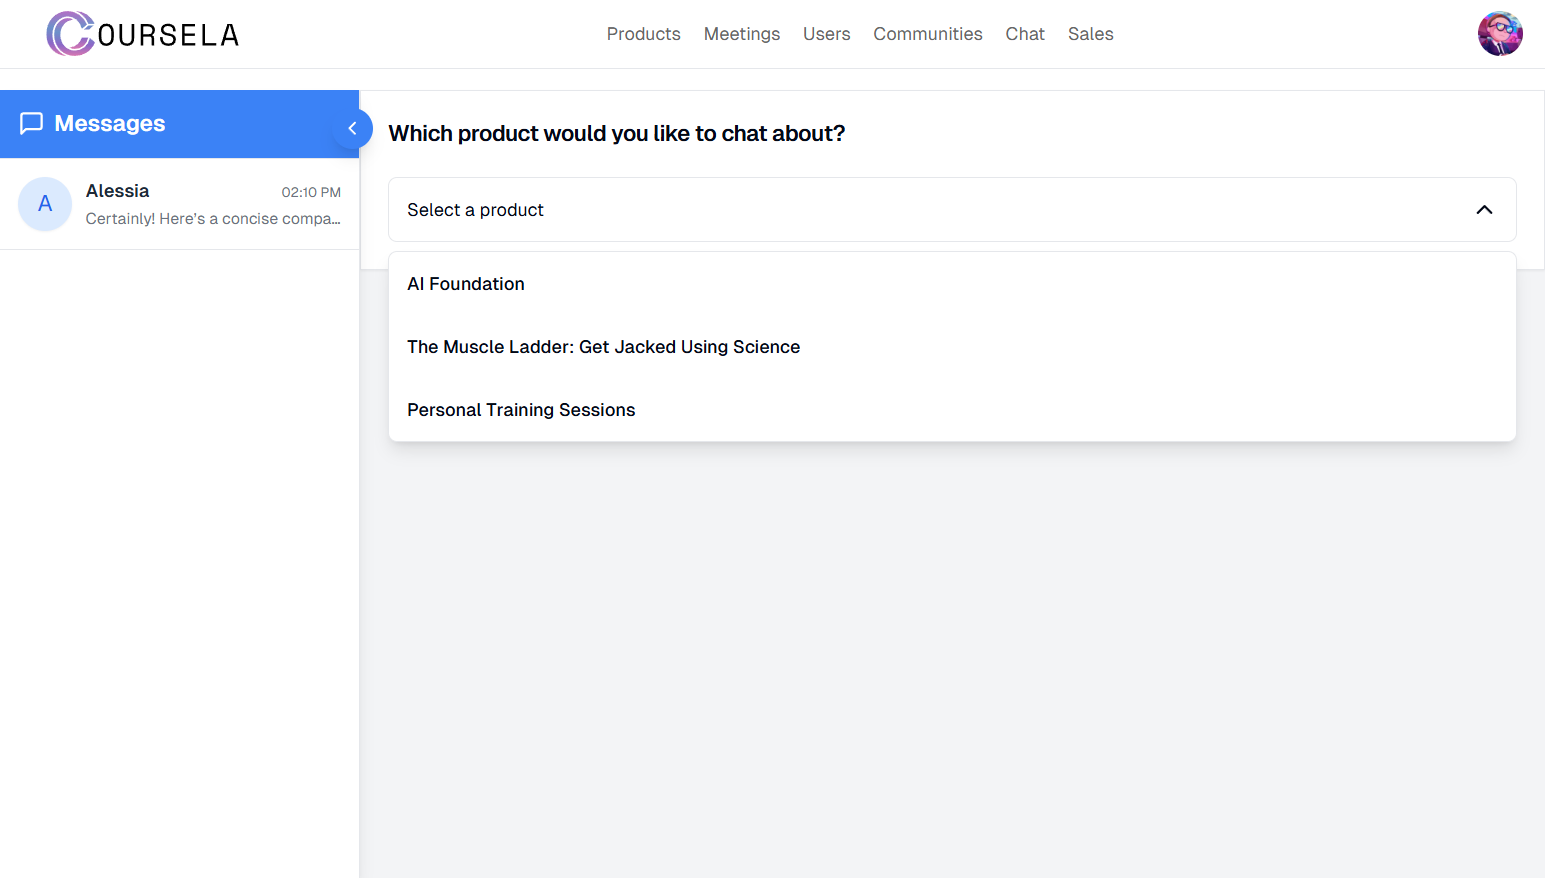 COURSELA
Products Meetings Users Communities Chat Sales
Messages
A
Alessia 02:10 PM
Certainly! Here's a concise compa...
Which product would you like to chat about?
Select a product
AI Foundation
The Muscle Ladder: Get Jacked Using Science
Personal Training Sessions